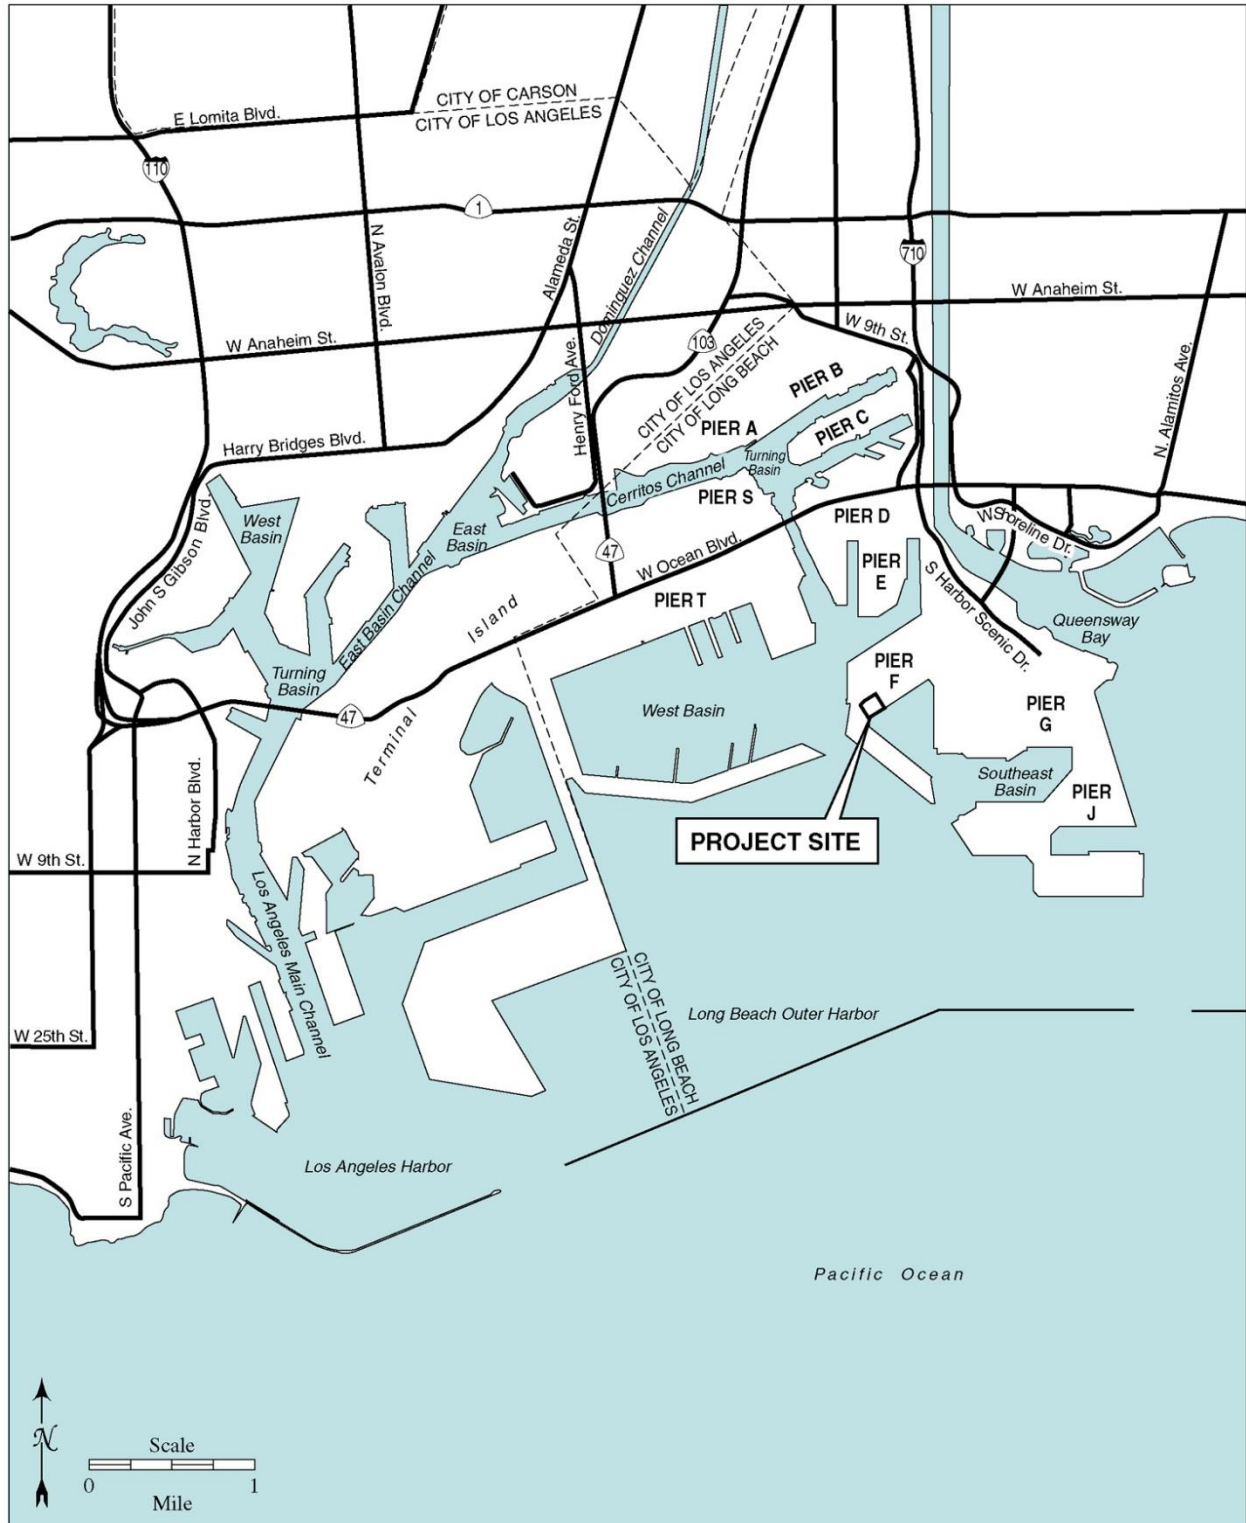 E Lomita Blvd.
CITY OF CARSON
CITY OF LOS ANGELES
110
1
N Avalon Blvd.
Alameda St.
Dominguez Channel
710
W Anaheim St.
W Anaheim St.
W 9th St.
103
Henry Ford Ave.
CITY OF LOS ANGELES
CITY OF LONG BEACH
N. Alamitos Ave.
PIER B
PIER A
PIER C
Harry Bridges Blvd.
Turning
Basin
Cerritos Channel
PIER S
John S Gibson Blvd.
West
Basin
East
Basin
PIER D
W Shoreline Dr.
47
W Ocean Blvd.
PIER
E
East Basin Channel
Island
PIER T
S Harbor Scenic Dr.
Queensway
Bay
Turning
Basin
PIER
F
47
Terminal
West Basin
PIER
G
N Harbor Blvd.
Southeast
Basin
PIER
J
PROJECT SITE
W 9th St.
Los Angeles Main Channel
CITY OF LONG BEACH
CITY OF LOS ANGELES
Long Beach Outer Harbor
W 25th St.
S Pacific Ave.
Los Angeles Harbor
Pacific Ocean
N
Scale
0 1
Mile